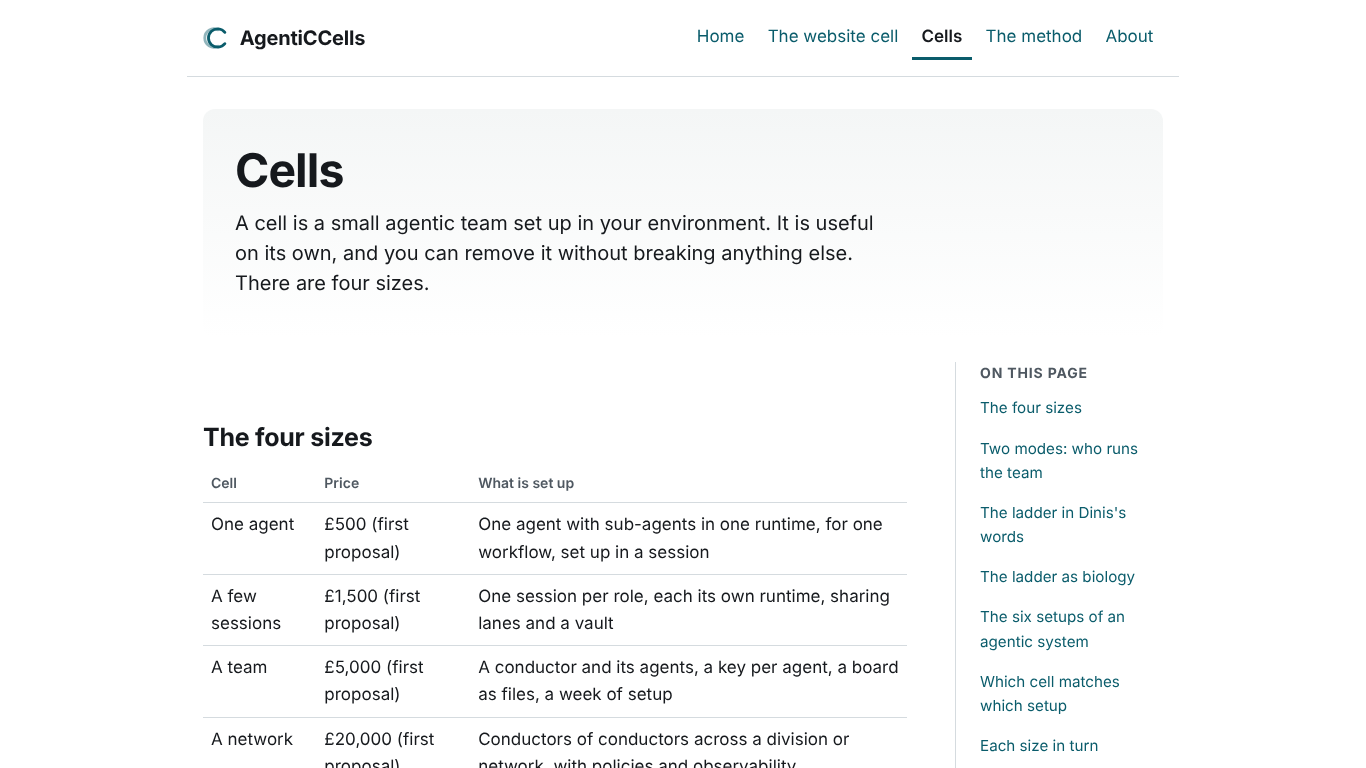 AgentiCCells
Home
The website cell
Cells
The method
About
Cells
A cell is a small agentic team set up in your environment. It is useful
on its own, and you can remove it without breaking anything else.
There are four sizes.
The four sizes
Cell Price What is set up
One agent £500 (first proposal) One agent with sub-agents in one runtime, for one workflow, set up in a session
A few sessions £1,500 (first proposal) One session per role, each its own runtime, sharing lanes and a vault
A team £5,000 (first proposal) A conductor and its agents, a key per agent, a board as files, a week of setup
A network £20,000 (first proposal) Conductors of conductors across a division or network, with policies and observability
ON THIS PAGE
The four sizes
Two modes: who runs
the team
The ladder in Dinis's
words
The ladder as biology
The six setups of an
agentic system
Which cell matches
which setup
Each size in turn